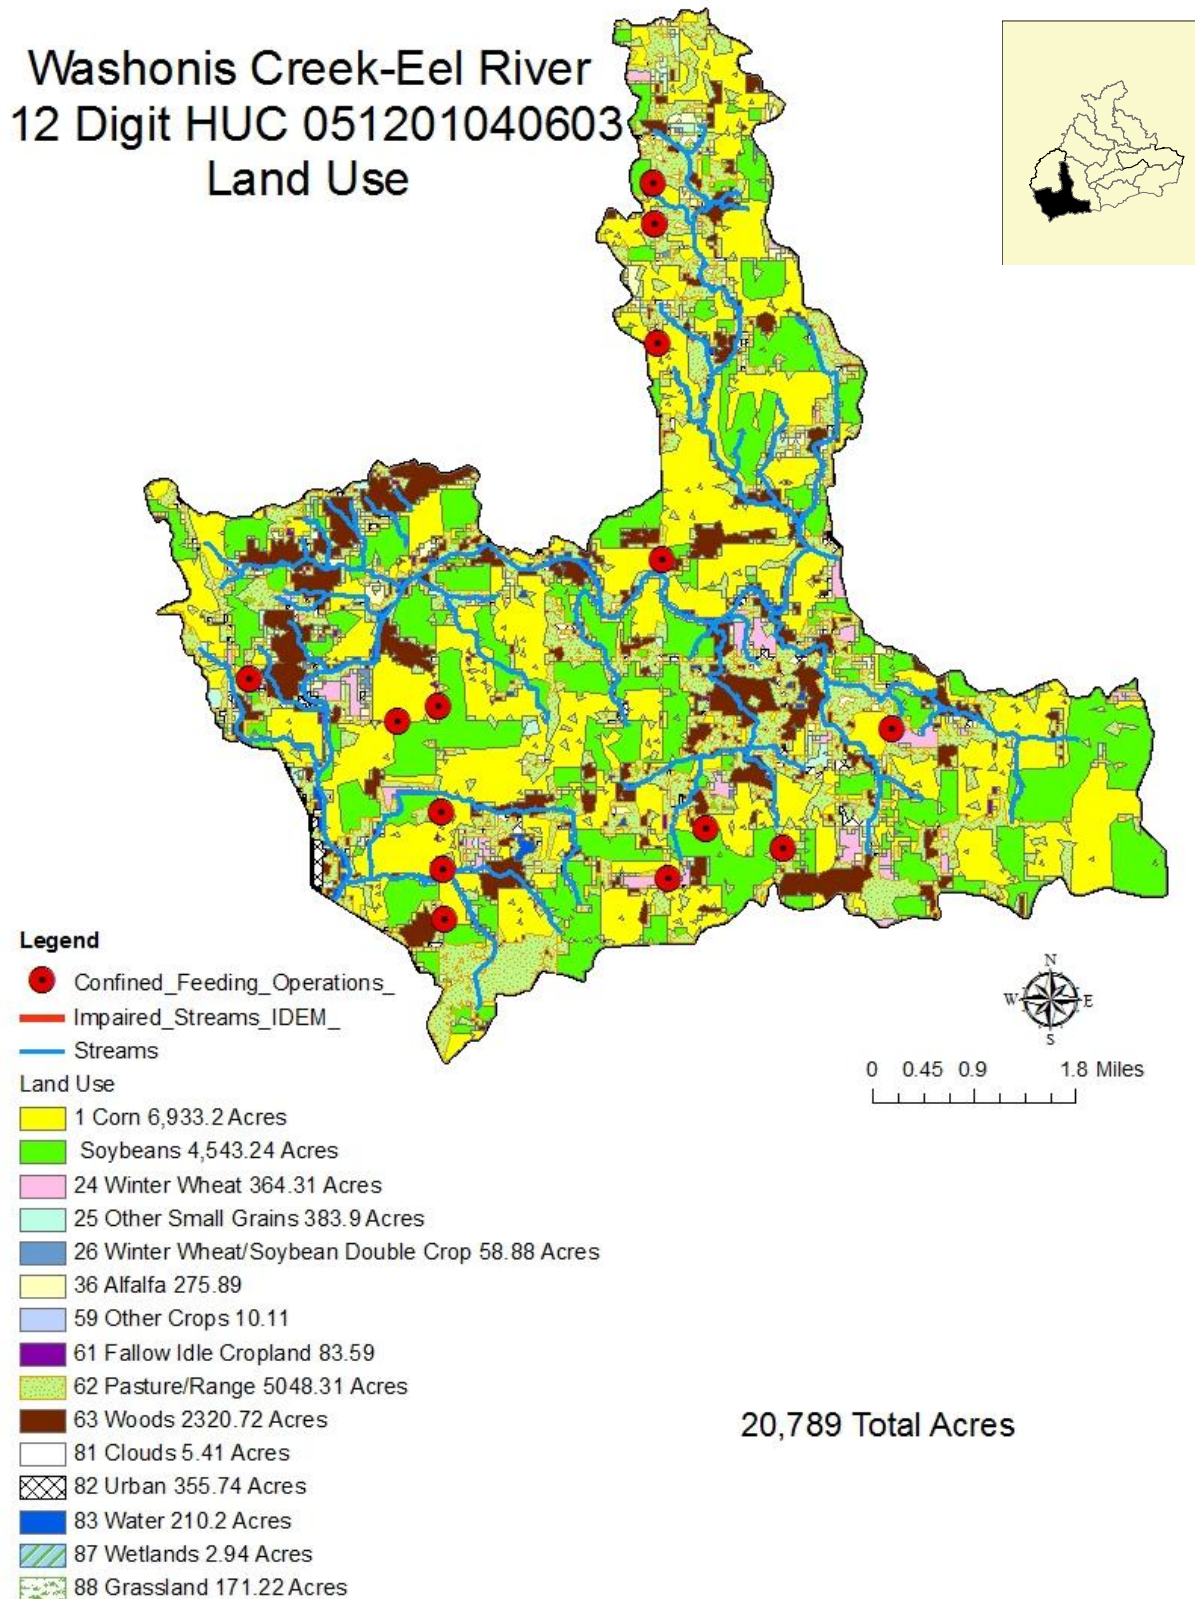 Washonis Creek-Eel River
12 Digit HUC 051201040603
Land Use
Legend
Confined_Feeding_Operations_
Impaired_Streams_IDEM_
Streams
Land Use
1 Corn 6,933.2 Acres
Soybeans 4,543.24 Acres
24 Winter Wheat 364.31 Acres
25 Other Small Grains 383.9 Acres
26 Winter Wheat/Soybean Double Crop 58.88 Acres
36 Alfalfa 275.89
59 Other Crops 10.11
61 Fallow Idle Cropland 83.59
62 Pasture/Range 5048.31 Acres
63 Woods 2320.72 Acres
81 Clouds 5.41 Acres
82 Urban 355.74 Acres
83 Water 210.2 Acres
87 Wetlands 2.94 Acres
88 Grassland 171.22 Acres
N
W E
S
0 0.45 0.9 1.8 Miles
20,789 Total Acres